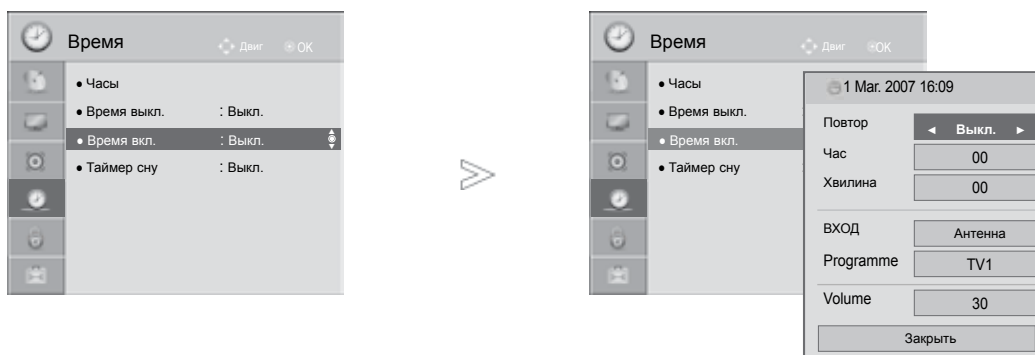 Время Двиг OK
• Часы
• Время выкл. : Выкл.
• Время вкл. : Выкл.
• Таймер сну : Выкл.
Время Двиг OK
• Часы
• Время выкл. :
• Время вкл.
• Таймер сну :
1 Mar. 2007 16:09
Повтор ◄ Выкл. ►
Час 00
Хвилина 00
ВХОД Антенна
Programme TV1
Volume 30
Закрыть